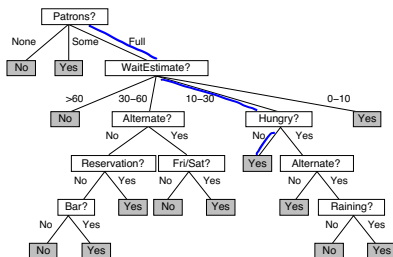 Patrons?
None Some Full
No Yes WaitEstimate?
>60 30–60 10–30 0–10
No Alternate? Hungry? Yes
No Yes No Yes
Reservation? Fri/Sat? Yes Alternate?
No Yes No Yes No Yes
Bar? Yes No Yes Yes Raining?
No Yes No Yes
No Yes No Yes